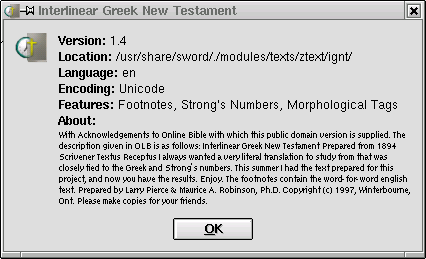 Interlinear Greek New Testament
Version: 1.4
Location: /usr/share/sword/./modules/texts/ztext/ignt/
Language: en
Encoding: Unicode
Features: Footnotes, Strong's Numbers, Morphological Tags
About:
With Acknowledgements to Online Bible with which this public domain version is supplied. The
description given in OLB is as follows: Interlinear Greek New Testament Prepared from 1894
Scrivener Textus Receptus I always wanted a very literal translation to study from that was
closely tied to the Greek and Strong's numbers. This summer I had the text prepared for this
project, and now you have the results. Enjoy. The footnotes contain the word-for-word english
text. Prepared by Larry Pierce & Maurice A. Robinson, Ph.D. Copyright (c) 1997, Winterbourne,
Ont. Please make copies for your friends.
OK